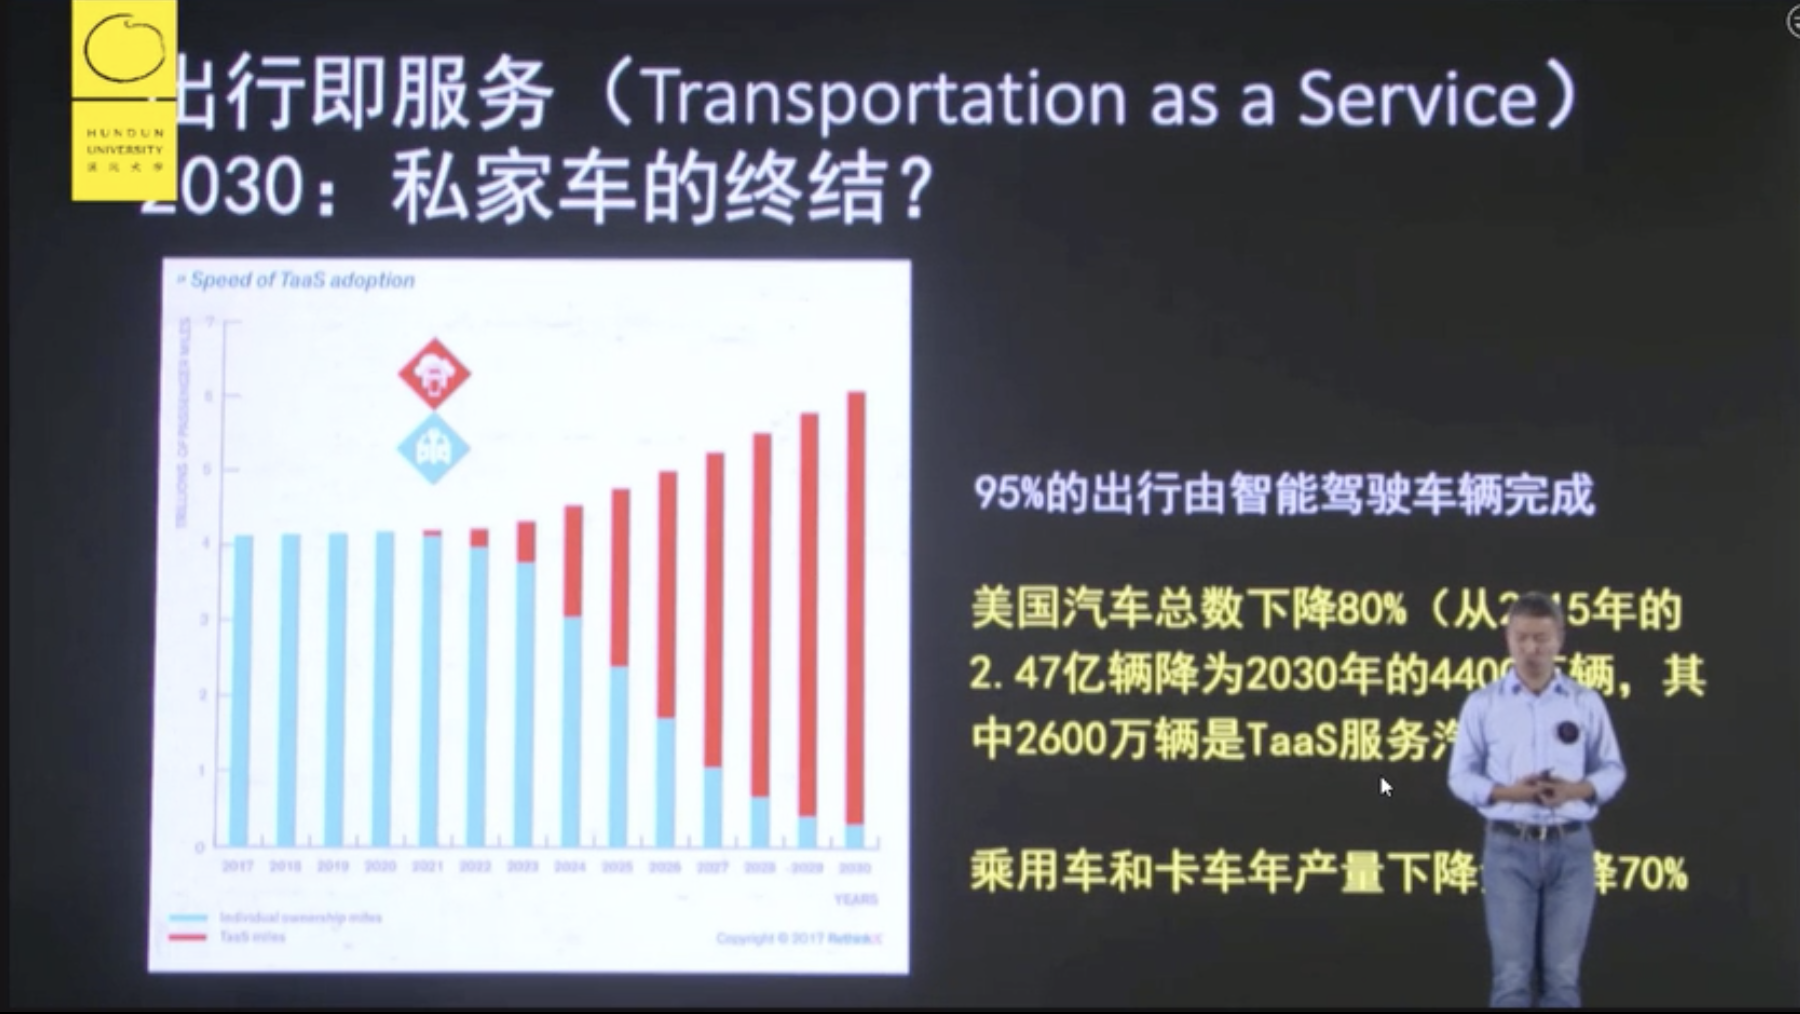 HUNDUN
UNIVERSITY
混沌大学
出行即服务（Transportation as a Service）
2030：私家车的终结？
» Speed of TaaS adoption
TRILLIONS OF PASSENGER MILES
7
6
5
4
3
2
1
0
2017 2018 2019 2020 2021 2022 2023 2024 2025 2026 2027 2028 2029 2030
YEARS
Individual ownership miles
TaaS miles
Copyright © 2017 RethinkX
95%的出行由智能驾驶车辆完成
美国汽车总数下降80%（从2015年的
2.47亿辆降为2030年的4400万辆，其
中2600万辆是TaaS服务汽
乘用车和卡车年产量下降 降70%